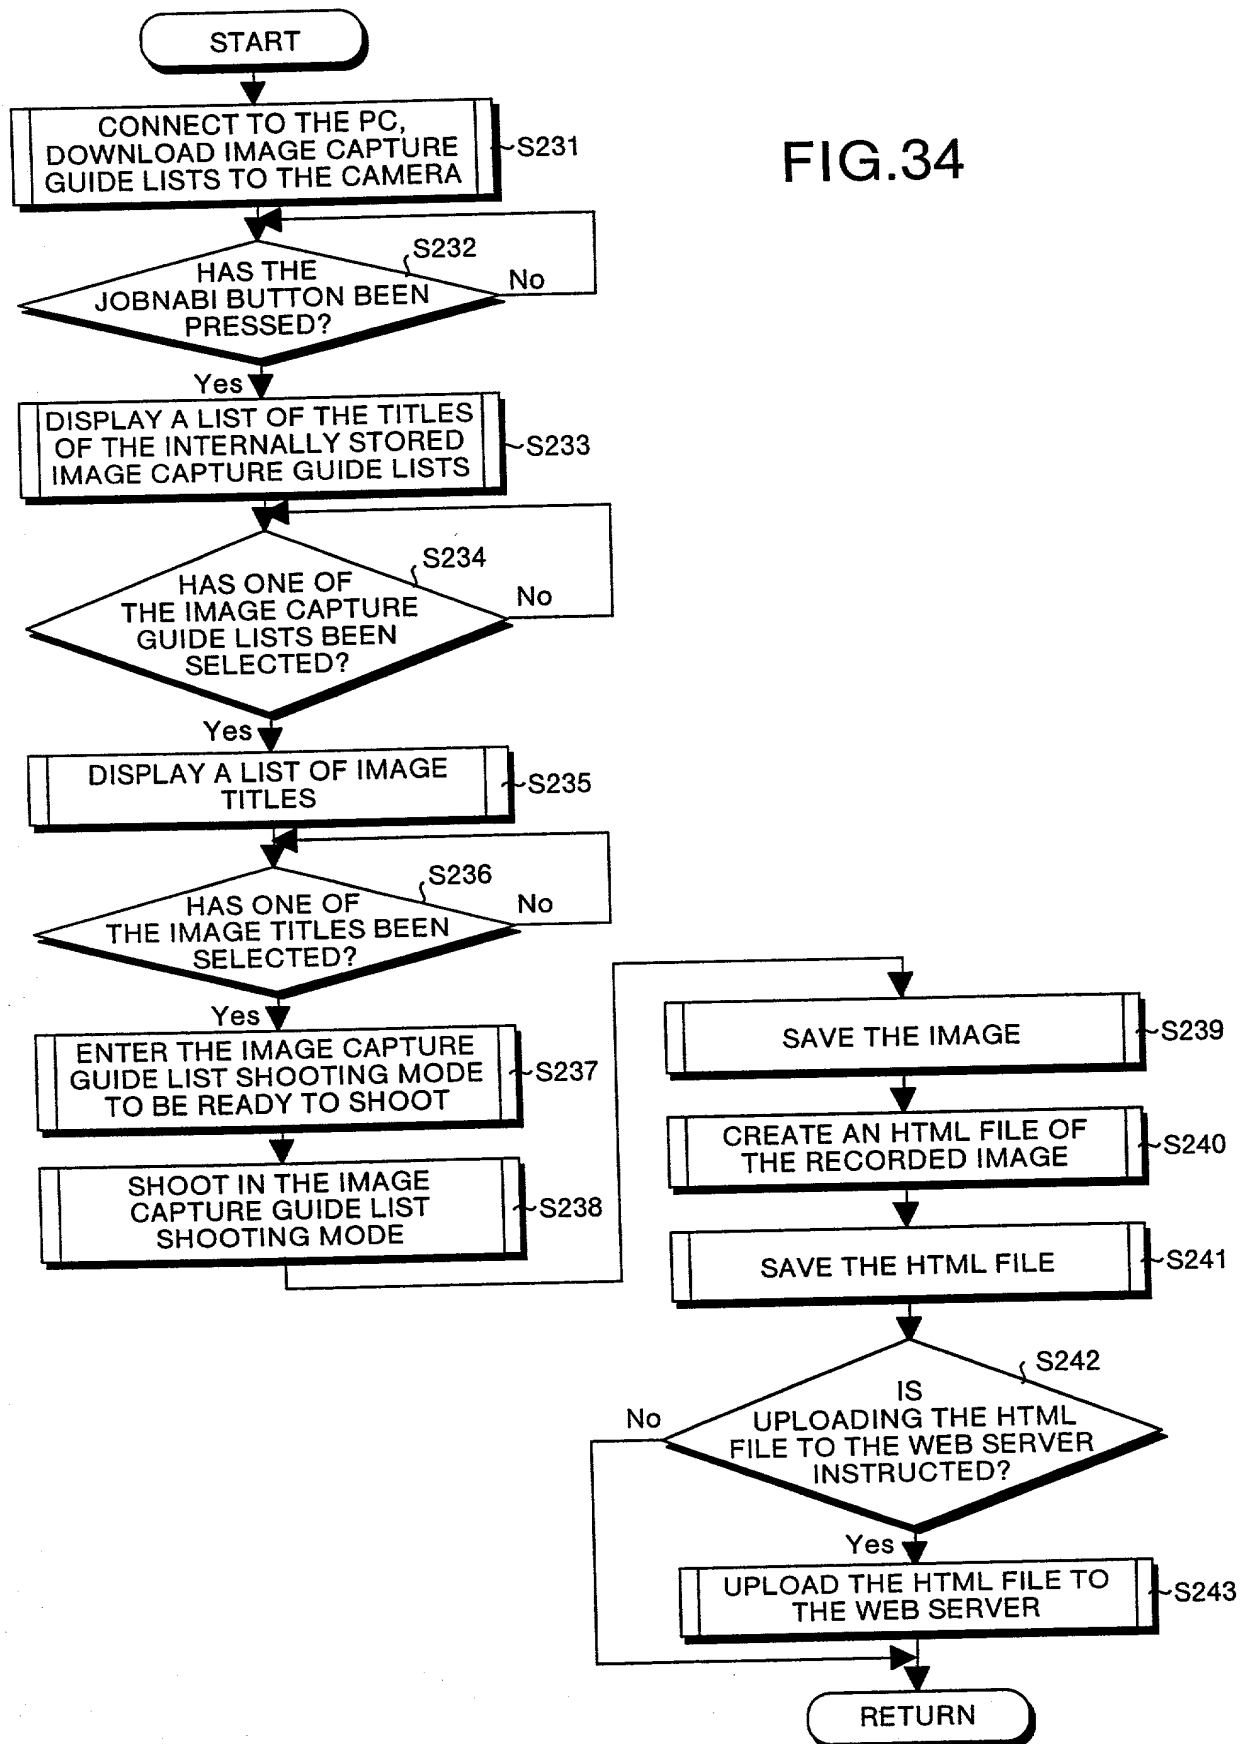 START
CONNECT TO THE PC,
DOWNLOAD IMAGE CAPTURE
GUIDE LISTS TO THE CAMERA
S231
FIG.34
S232
HAS THE
JOBNABI BUTTON BEEN
PRESSED?
No
Yes
DISPLAY A LIST OF THE TITLES
OF THE INTERNALLY STORED
IMAGE CAPTURE GUIDE LISTS
S233
S234
HAS ONE OF
THE IMAGE CAPTURE
GUIDE LISTS BEEN
SELECTED?
No
Yes
DISPLAY A LIST OF IMAGE
TITLES
S235
S236
HAS ONE OF
THE IMAGE TITLES BEEN
SELECTED?
No
Yes
ENTER THE IMAGE CAPTURE
GUIDE LIST SHOOTING MODE
TO BE READY TO SHOOT
S237
SHOOT IN THE IMAGE
CAPTURE GUIDE LIST
SHOOTING MODE
S238
SAVE THE IMAGE
S239
CREATE AN HTML FILE OF
THE RECORDED IMAGE
S240
SAVE THE HTML FILE
S241
S242
IS
UPLOADING THE HTML
FILE TO THE WEB SERVER
INSTRUCTED?
No
Yes
UPLOAD THE HTML FILE TO
THE WEB SERVER
S243
RETURN